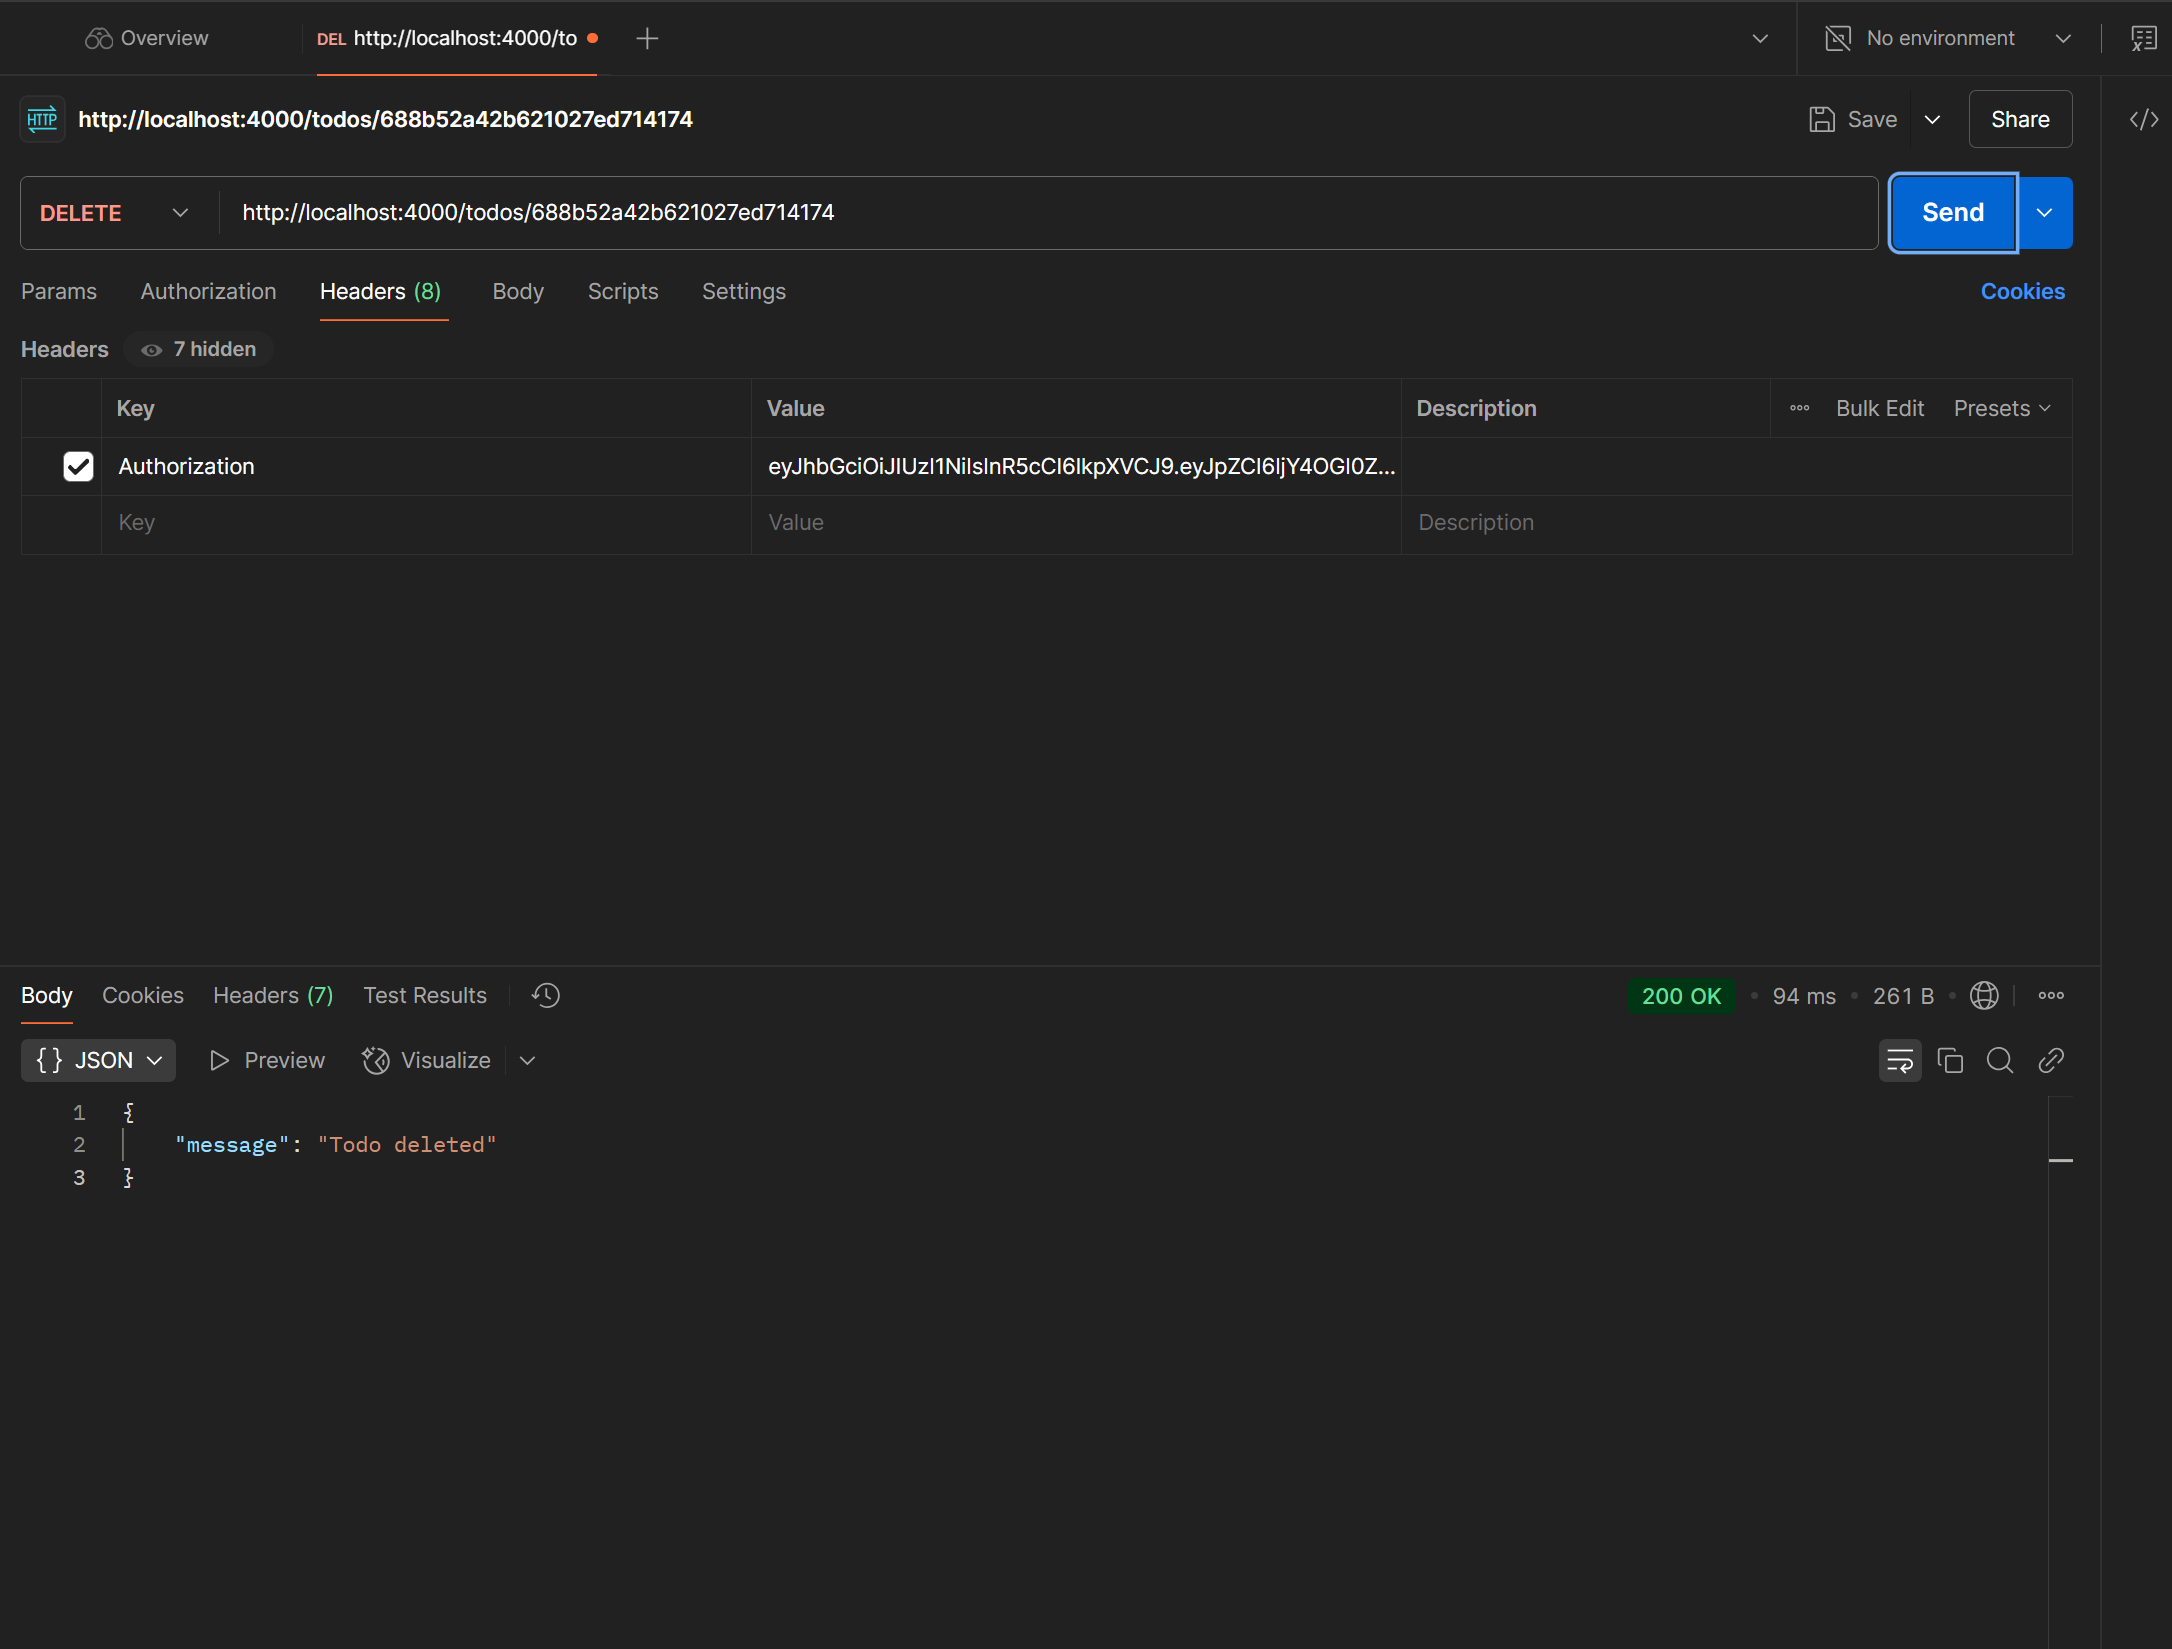 Overview
DEL http://localhost:4000/to
No environment
HTTP http://localhost:4000/todos/688b52a42b621027ed714174
Save
Share
DELETE
http://localhost:4000/todos/688b52a42b621027ed714174
Send
Params Authorization Headers (8) Body Scripts Settings
Cookies
Headers 7 hidden
Key Value Description Bulk Edit Presets
Authorization eyJhbGciOiJIUzI1NiIsInR5cCI6IkpXVCJ9.eyJpZCI6IjY4OGI0Z...
Key Value Description
Body Cookies Headers (7) Test Results
200 OK • 94 ms • 261 B
{ } JSON Preview Visualize
1 {
2 "message": "Todo deleted"
3 }